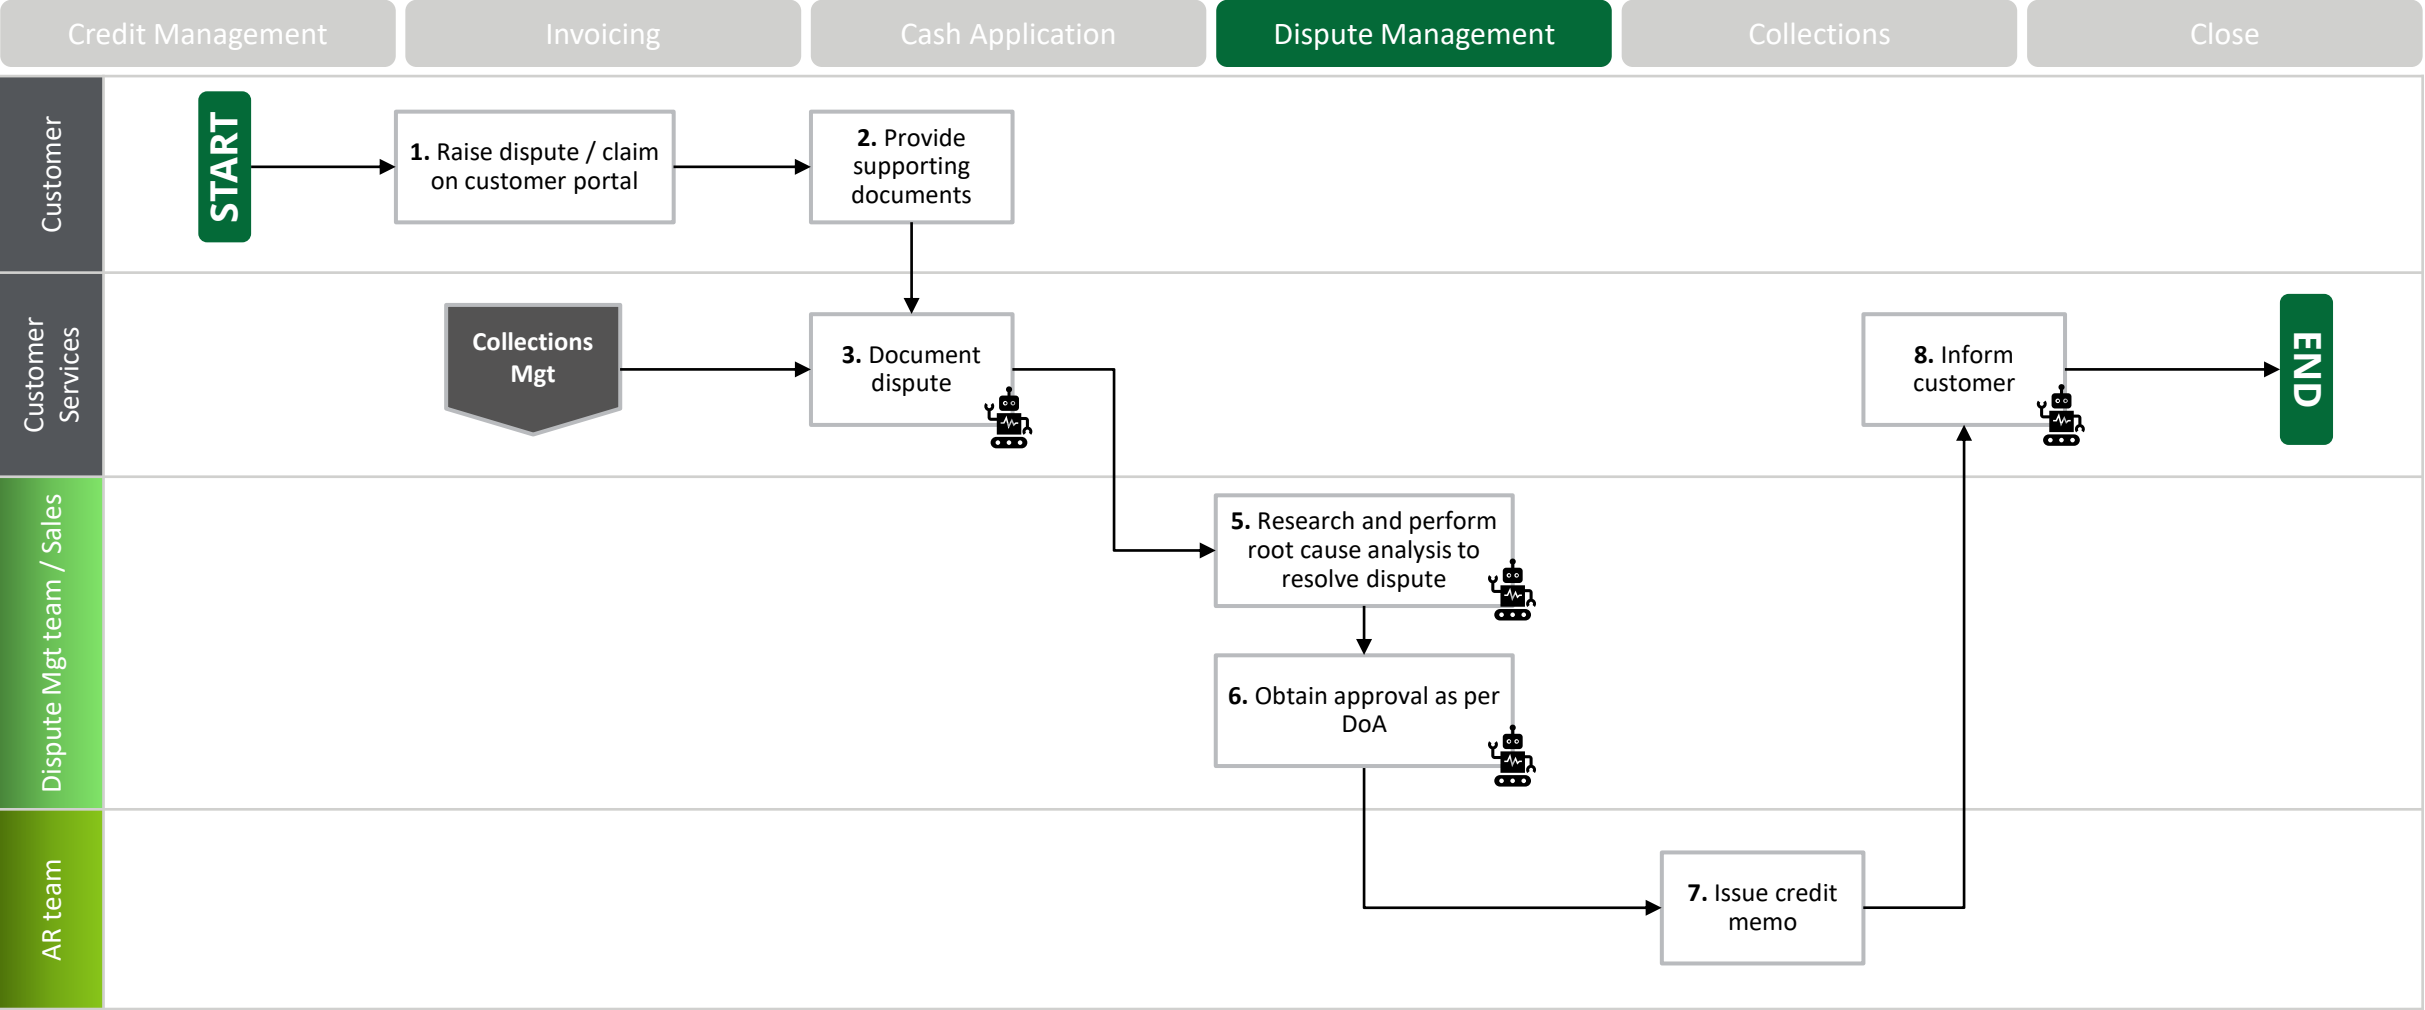 Credit Management
Invoicing
Cash Application
Dispute Management
Collections
Close
Customer
START
1. Raise dispute / claim
on customer portal
2. Provide
supporting
documents
Customer
Services
Collections
Mgt
3. Document
dispute
8. Inform
customer
END
Dispute Mgt team / Sales
5. Research and perform
root cause analysis to
resolve dispute
6. Obtain approval as per
DoA
AR team
7. Issue credit
memo